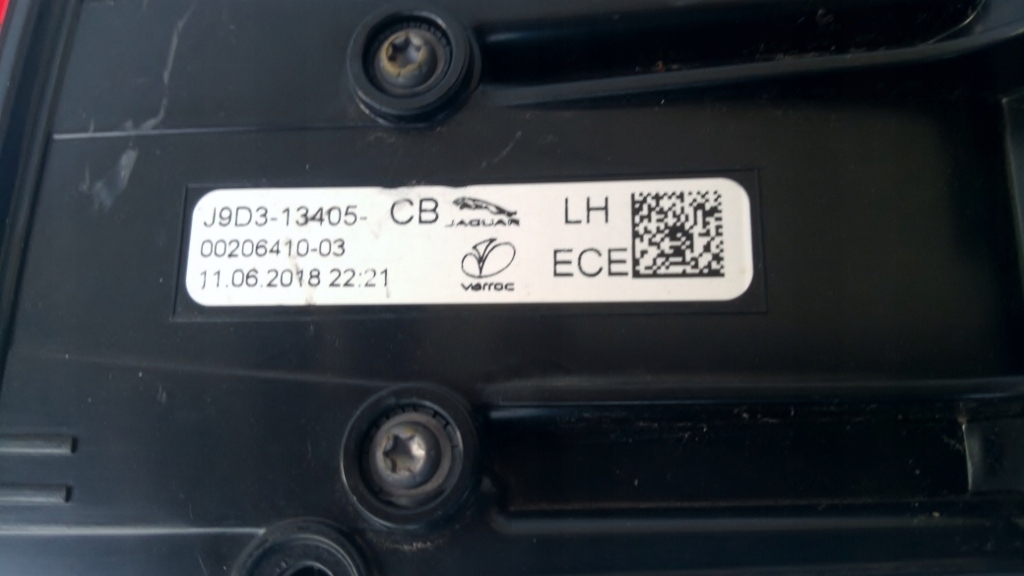 J9D3-13405- CB JAGUAR LH
00206410-03
11.06.2018 22:21 varroc ECE